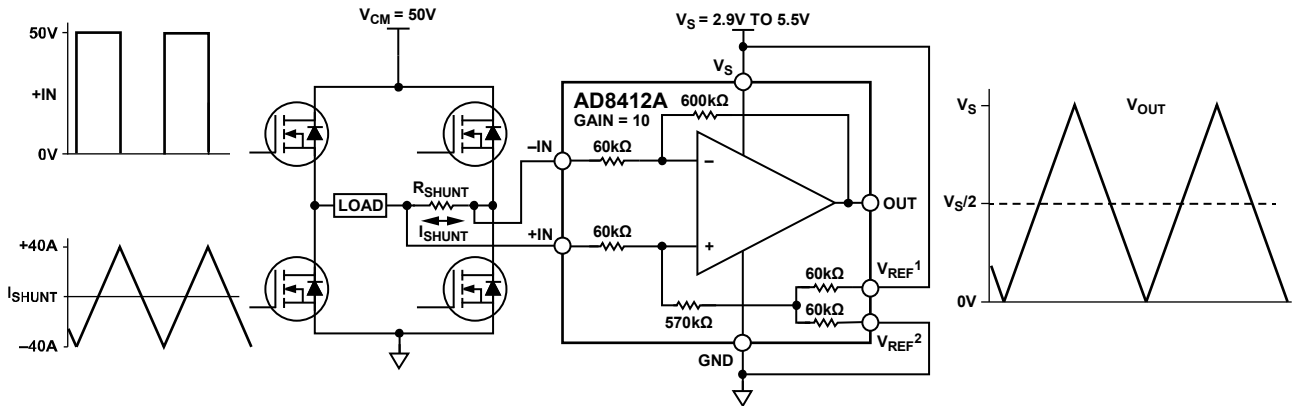 50V
+IN
0V
+40A
I_SHUNT
–40A
V_CM = 50V
LOAD
R_SHUNT
I_SHUNT
V_S = 2.9V TO 5.5V
V_S
AD8412A
GAIN = 10
600kΩ
–IN
60kΩ
–
+IN
60kΩ
+
OUT
570kΩ
60kΩ
V_REF1
60kΩ
V_REF2
GND
V_S
V_OUT
V_S/2
0V